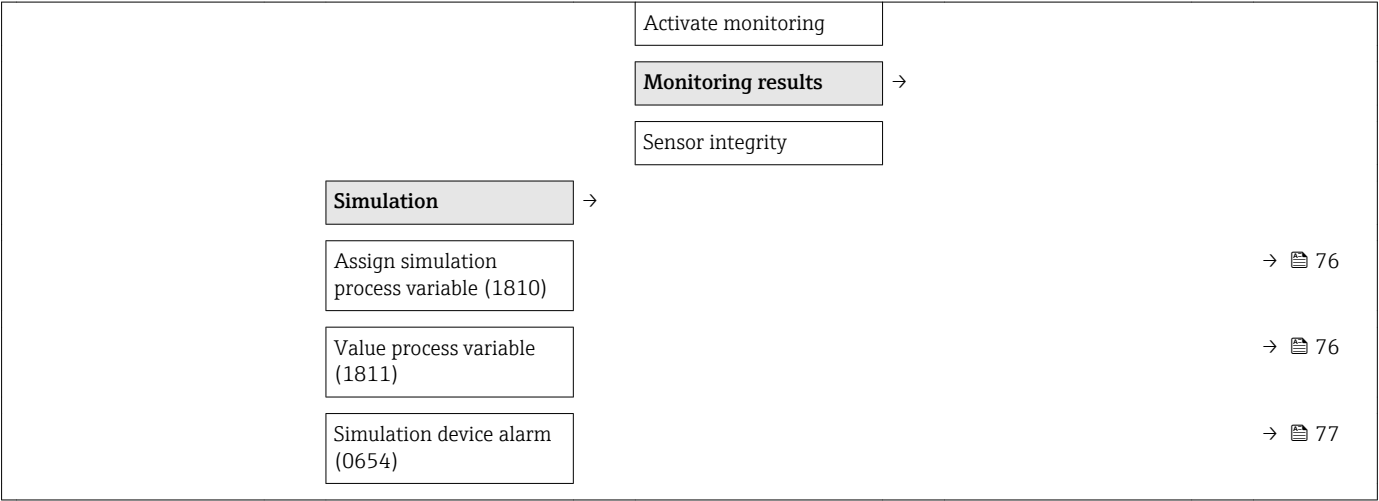 Activate monitoring
Monitoring results →
Sensor integrity
Simulation →
Assign simulation → 76
process variable (1810)
Value process variable → 76
(1811)
Simulation device alarm → 77
(0654)